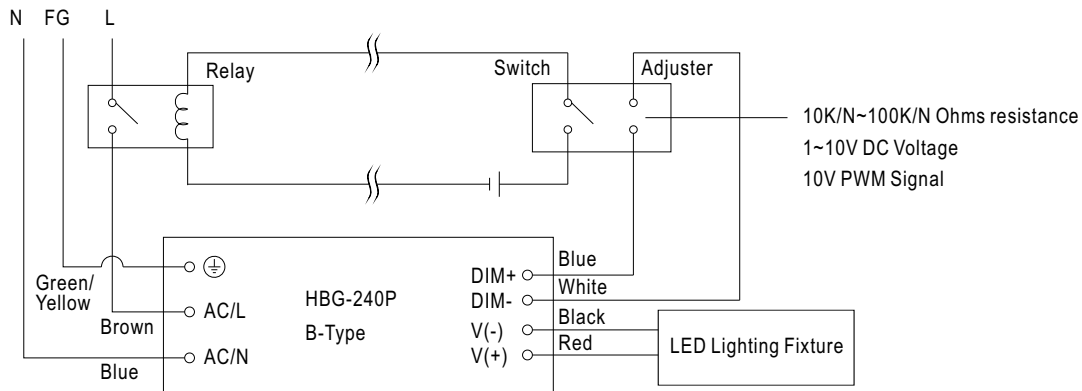 N FG L
Relay
Switch
Adjuster
10K/N~100K/N Ohms resistance
1~10V DC Voltage
10V PWM Signal
Green/
Yellow
Brown
Blue
AC/L
AC/N
HBG-240P
B-Type
DIM+
DIM-
V(-)
V(+)
Blue
White
Black
Red
LED Lighting Fixture